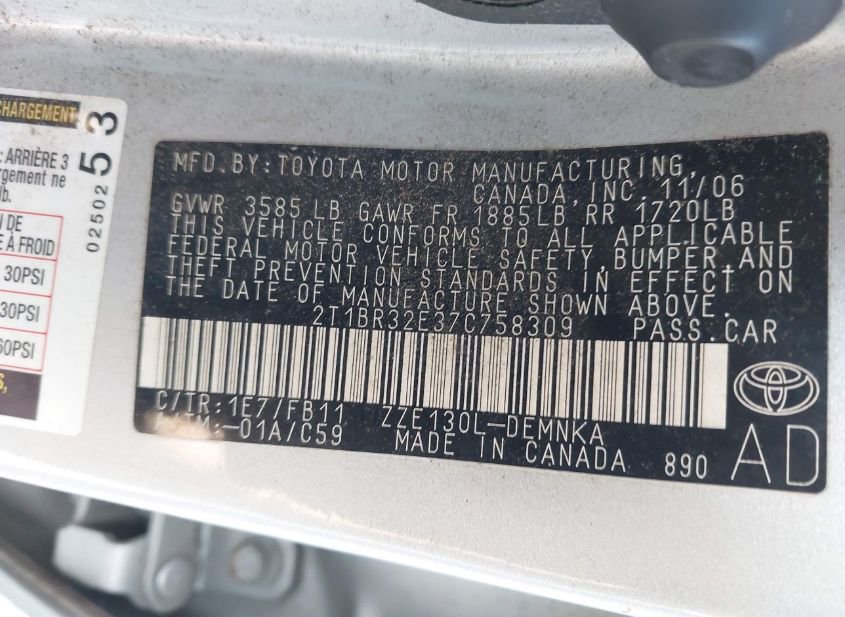 CHARGEMENT
: ARRIÈRE 3
rgement ne
lb.
N DE
E À FROID
30PSI
30PSI
60PSI
S,
02502 53
MFD.BY:TOYOTA MOTOR MANUFACTURING,
CANADA,INC. 11/06
GVWR 3585 LB GAWR FR 1885LB RR 1720LB
THIS VEHICLE CONFORMS TO ALL APPLICABLE
FEDERAL MOTOR VEHICLE SAFETY,BUMPER,AND
THEFT PREVENTION STANDARDS IN EFFECT ON
THE DATE OF MANUFACTURE SHOWN ABOVE.
2T1BR32E37C758309 PASS.CAR
C/TR:1E7/FB11 ZZE130L-DEMNKA
-01A/C59 MADE IN CANADA 890
AD